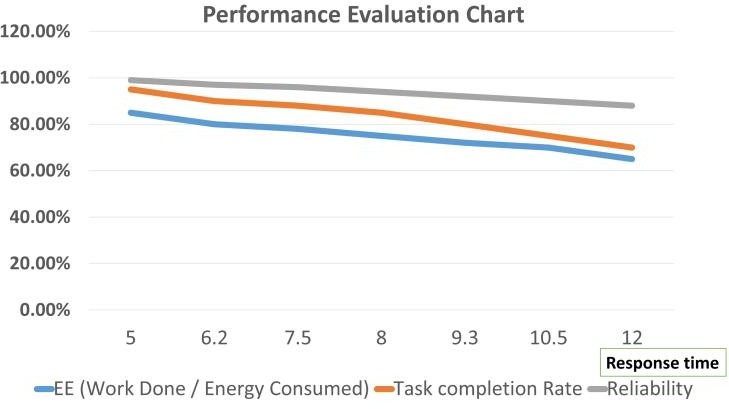 Performance Evaluation Chart
120.00%
100.00%
80.00%
60.00%
40.00%
20.00%
0.00%
5 6.2 7.5 8 9.3 10.5 12
Response time
EE (Work Done / Energy Consumed) Task completion Rate Reliability